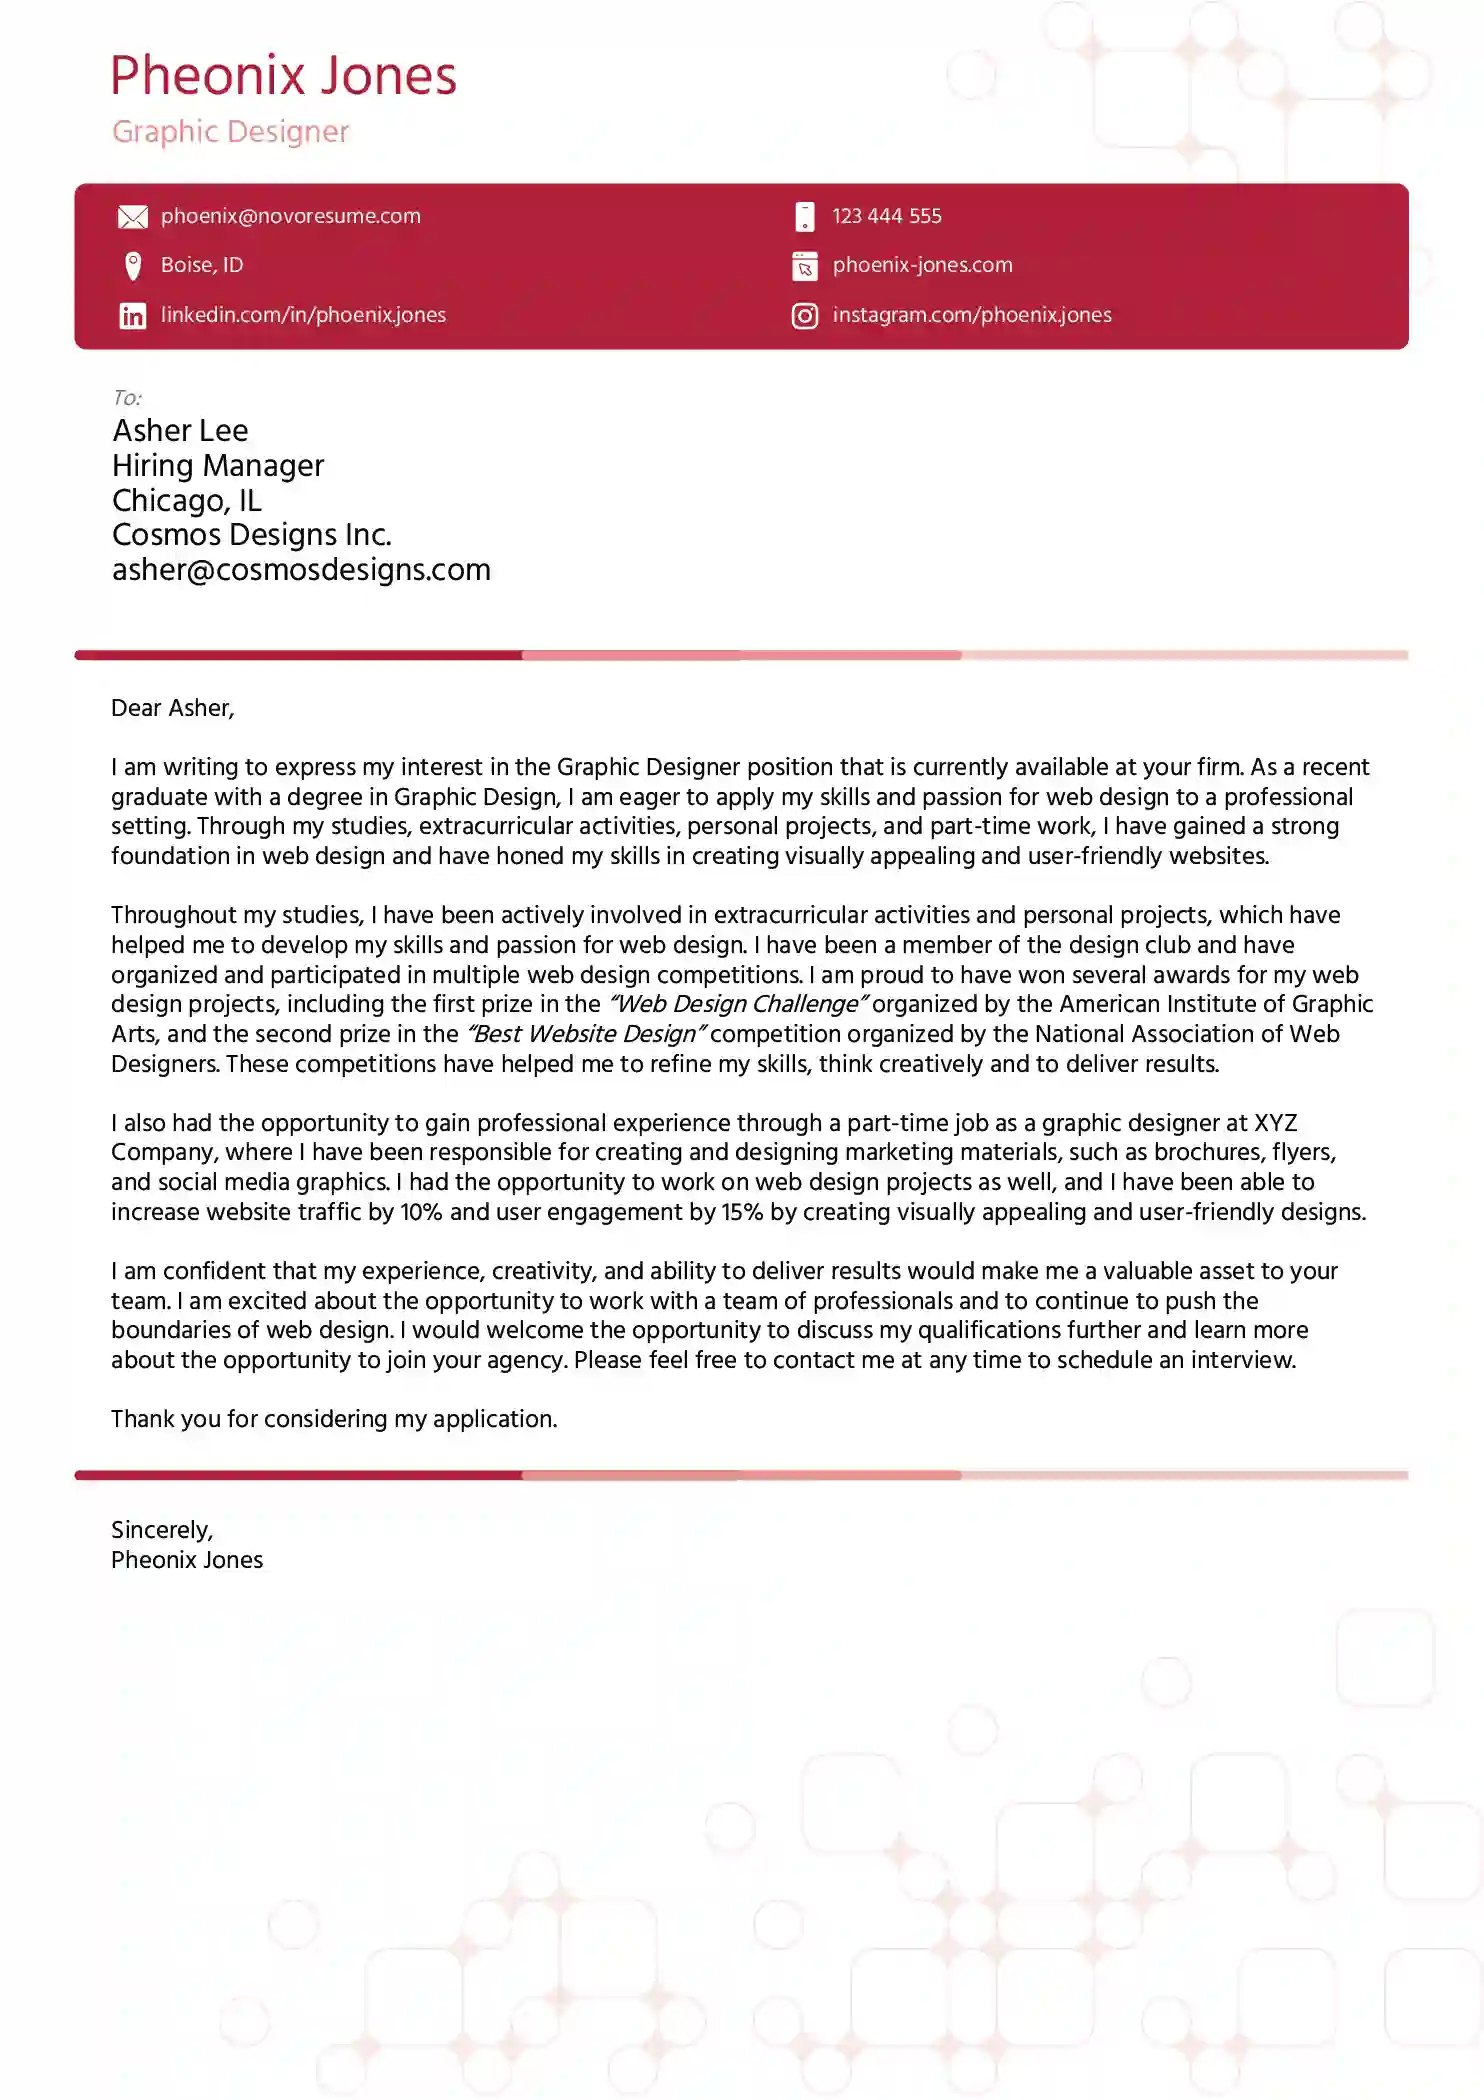 Pheonix Jones
Graphic Designer
phoenix@novoresume.com
123 444 555
Boise, ID
phoenix-jones.com
linkedin.com/in/phoenix.jones
instagram.com/phoenix.jones
To:
Asher Lee
Hiring Manager
Chicago, IL
Cosmos Designs Inc.
asher@cosmosdesigns.com
Dear Asher,
I am writing to express my interest in the Graphic Designer position that is currently available at your firm. As a recent
graduate with a degree in Graphic Design, I am eager to apply my skills and passion for web design to a professional
setting. Through my studies, extracurricular activities, personal projects, and part-time work, I have gained a strong
foundation in web design and have honed my skills in creating visually appealing and user-friendly websites.
Throughout my studies, I have been actively involved in extracurricular activities and personal projects, which have
helped me to develop my skills and passion for web design. I have been a member of the design club and have
organized and participated in multiple web design competitions. I am proud to have won several awards for my web
design projects, including the first prize in the “Web Design Challenge” organized by the American Institute of Graphic
Arts, and the second prize in the “Best Website Design” competition organized by the National Association of Web
Designers. These competitions have helped me to refine my skills, think creatively and to deliver results.
I also had the opportunity to gain professional experience through a part-time job as a graphic designer at XYZ
Company, where I have been responsible for creating and designing marketing materials, such as brochures, flyers,
and social media graphics. I had the opportunity to work on web design projects as well, and I have been able to
increase website traffic by 10% and user engagement by 15% by creating visually appealing and user-friendly designs.
I am confident that my experience, creativity, and ability to deliver results would make me a valuable asset to your
team. I am excited about the opportunity to work with a team of professionals and to continue to push the
boundaries of web design. I would welcome the opportunity to discuss my qualifications further and learn more
about the opportunity to join your agency. Please feel free to contact me at any time to schedule an interview.
Thank you for considering my application.
Sincerely,
Pheonix Jones